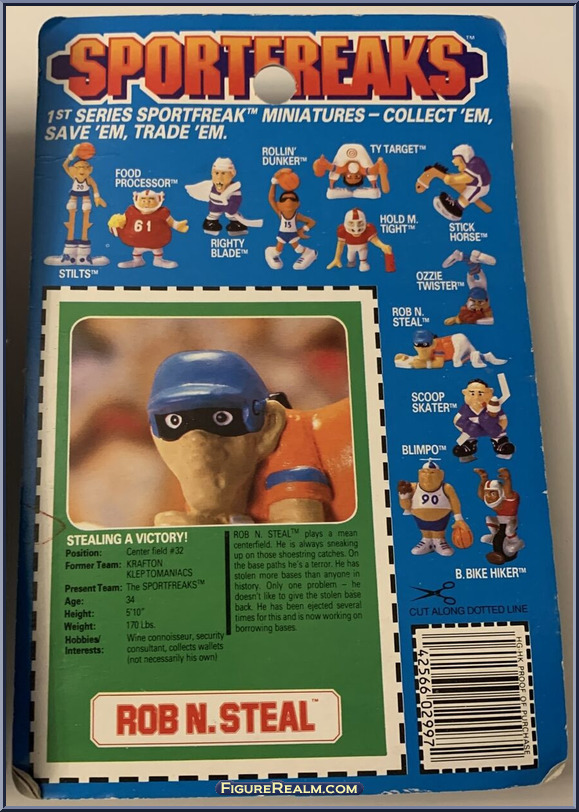 SPORTFREAKS™
1ST SERIES SPORTFREAK™ MINIATURES – COLLECT 'EM,
SAVE 'EM, TRADE 'EM.
STILTS™
FOOD
PROCESSOR™
RIGHTY
BLADE™
ROLLIN'
DUNKER™
TY TARGET™
HOLD M.
TIGHT™
STICK
HORSE™
OZZIE
TWISTER™
ROB N.
STEAL™
SCOOP
SKATER™
BLIMPO™
B. BIKE HIKER™
70
61
15
90
STEALING A VICTORY!
Position: Center field #32
Former Team: KRAFTON
KLEPTOMANIACS
Present Team: The SPORTFREAKS™
Age: 34
Height: 5'10"
Weight: 170 Lbs.
Hobbies/ Wine connoisseur, security
Interests: consultant, collects wallets
(not necessarily his own)
ROB N. STEAL™ plays a mean
centerfield. He is always sneaking
up on those shoestring catches. On
the base paths he's a terror. He has
stolen more bases than anyone in
history. Only one problem – he
doesn't like to give the stolen base
back. He has been ejected several
times for this and is now working on
borrowing bases.
ROB N. STEAL™
CUT ALONG DOTTED LINE
HG-HK PROOF OF PURCHASE
42566 02997
FIGUREREALM.COM